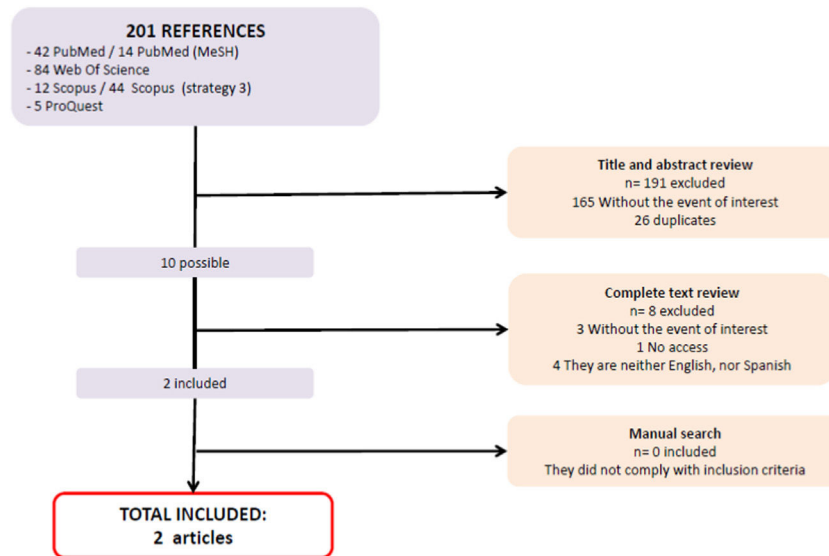 201 REFERENCES
- 42 PubMed / 14 PubMed (MeSH)
- 84 Web Of Science
- 12 Scopus / 44 Scopus (strategy 3)
- 5 ProQuest
Title and abstract review
n= 191 excluded
165 Without the event of interest
26 duplicates
10 possible
Complete text review
n= 8 excluded
3 Without the event of interest
1 No access
4 They are neither English, nor Spanish
2 included
Manual search
n= 0 included
They did not comply with inclusion criteria
TOTAL INCLUDED:
2 articles